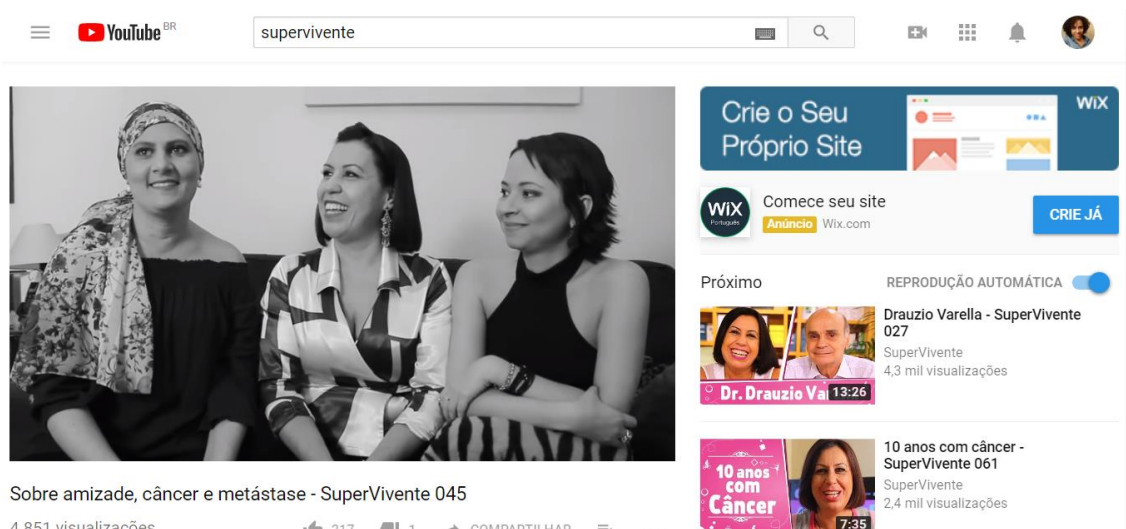 YouTube BR
supervivente
Crie o Seu
Próprio Site
WiX
WiX
Português
Comece seu site
Anúncio Wix.com
CRIE JÁ
Próximo
REPRODUÇÃO AUTOMÁTICA
Dr. Drauzio Va
13:26
Drauzio Varella - SuperVivente
027
SuperVivente
4,3 mil visualizações
10 anos
com
Câncer
7:35
10 anos com câncer -
SuperVivente 061
SuperVivente
2,4 mil visualizações
Sobre amizade, câncer e metástase - SuperVivente 045
4.851 visualizações
217
1
COMPARTILHAR